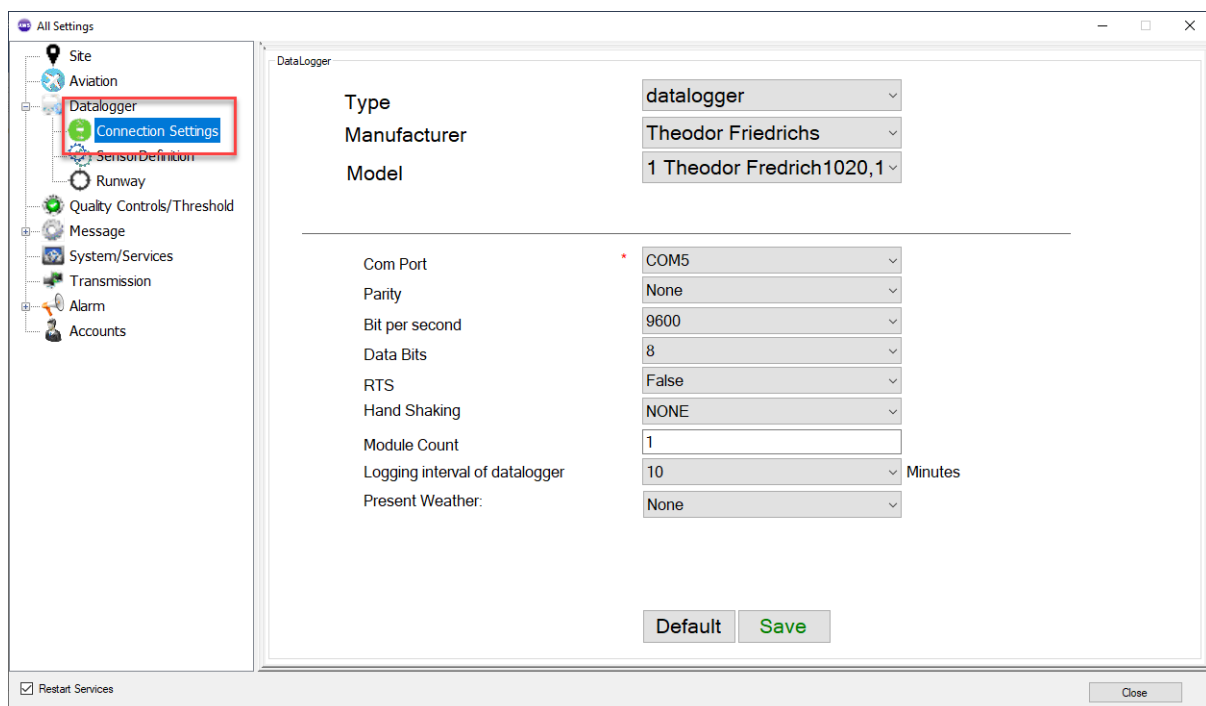 AWS All Settings
Site
Aviation
Datalogger
Connection Settings
SensorDefinition
Runway
Quality Controls/Threshold
Message
System/Services
Transmission
Alarm
Accounts
DataLogger
Type datalogger
Manufacturer Theodor Friedrichs
Model 1 Theodor Fredrich1020,1
Com Port * COM5
Parity None
Bit per second 9600
Data Bits 8
RTS False
Hand Shaking NONE
Module Count 1
Logging interval of datalogger 10 Minutes
Present Weather: None
Default Save
Restart Services
Close